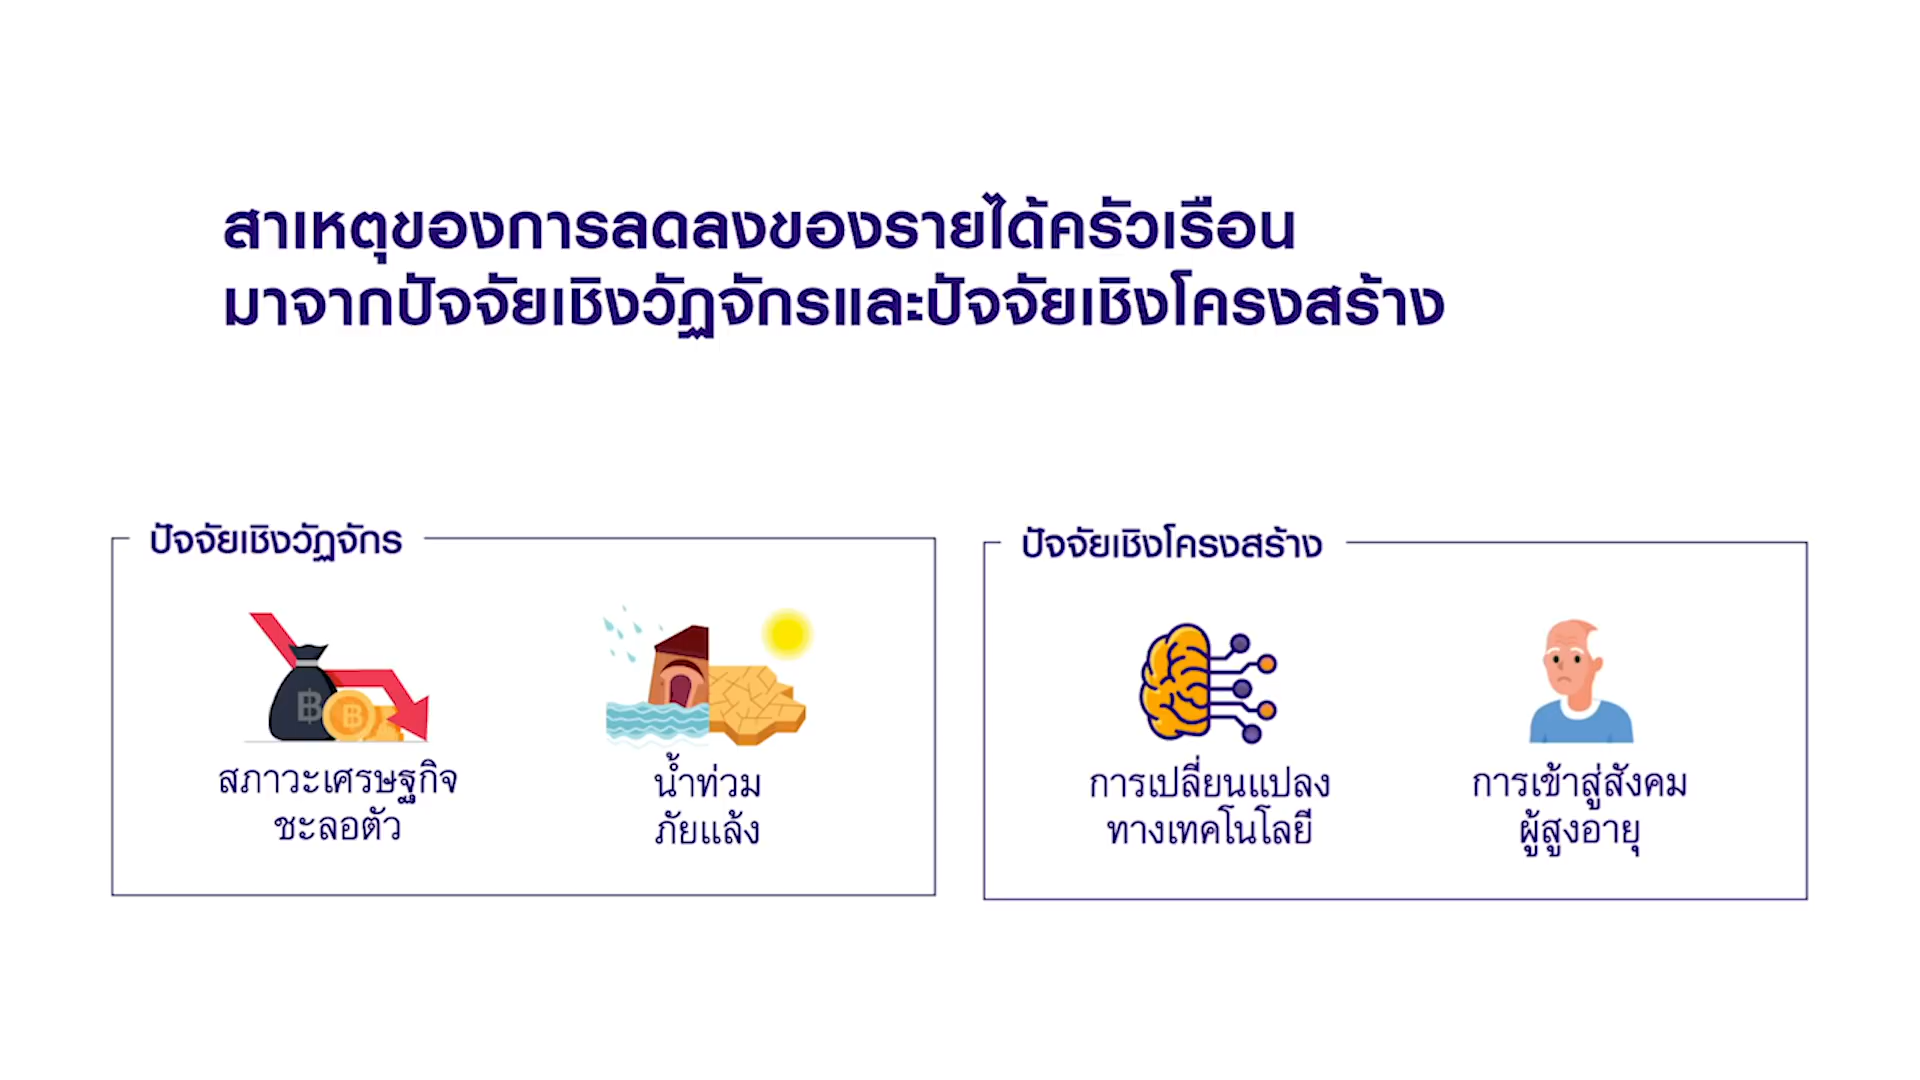 สาเหตุของการลดลงของรายได้ครัวเรือน
มาจากปัจจัยเชิงวัฏจักรและปัจจัยเชิงโครงสร้าง
ปัจจัยเชิงวัฏจักร
สภาวะเศรษฐกิจ
ชะลอตัว
น้ำท่วม
ภัยแล้ง
ปัจจัยเชิงโครงสร้าง
การเปลี่ยนแปลง
ทางเทคโนโลยี
การเข้าสู่สังคม
ผู้สูงอายุ